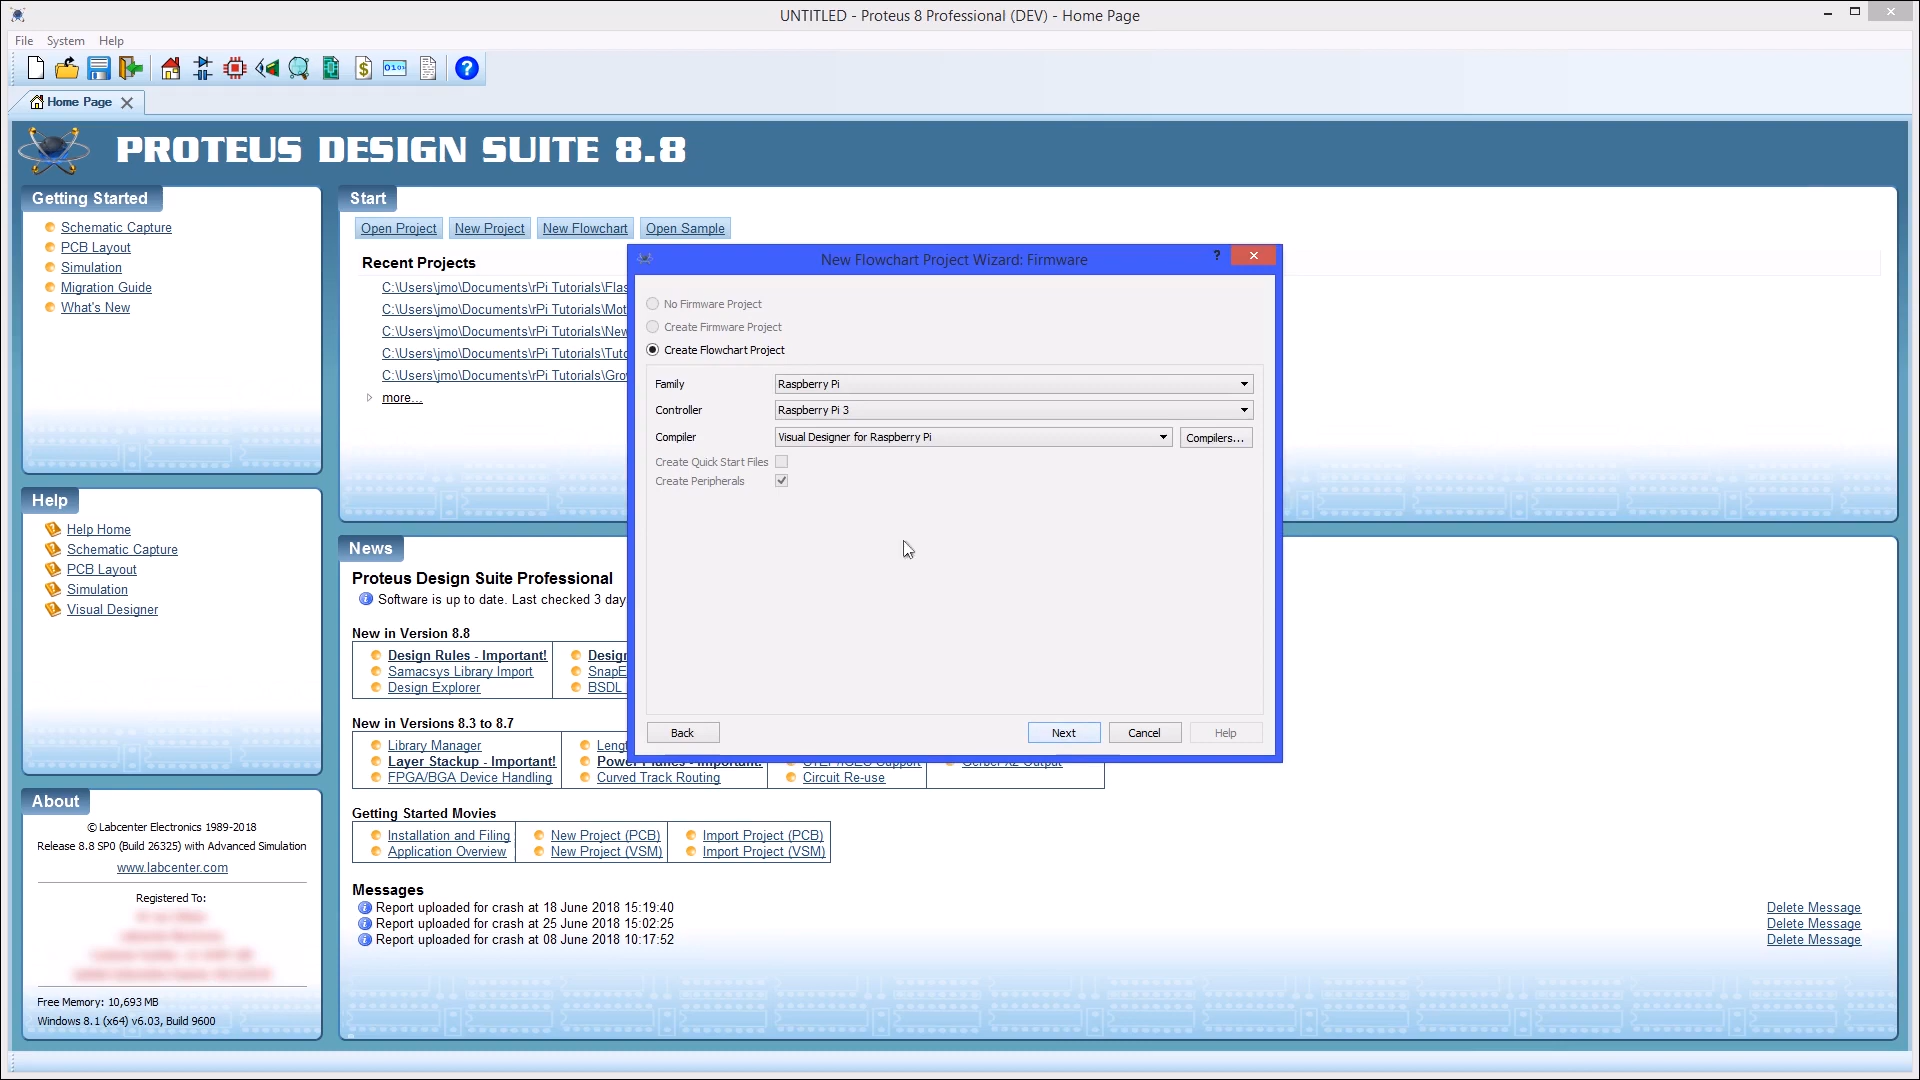 UNTITLED - Proteus 8 Professional (DEV) - Home Page
File System Help
Home Page
PROTEUS DESIGN SUITE 8.8
Getting Started
Schematic Capture
PCB Layout
Simulation
Migration Guide
What's New
Help
Help Home
Schematic Capture
PCB Layout
Simulation
Visual Designer
About
© Labcenter Electronics 1989-2018
Release 8.8 SP0 (Build 26325) with Advanced Simulation
www.labcenter.com
Registered To:
Free Memory: 10,693 MB
Windows 8.1 (x64) v6.03, Build 9600
Start
Open Project New Project New Flowchart Open Sample
Recent Projects
C:\Users\jmo\Documents\rPi Tutorials\Flas
C:\Users\jmo\Documents\rPi Tutorials\Mot
C:\Users\jmo\Documents\rPi Tutorials\New
C:\Users\jmo\Documents\rPi Tutorials\Tuto
C:\Users\jmo\Documents\rPi Tutorials\Gro
more...
New Flowchart Project Wizard: Firmware
?
No Firmware Project
Create Firmware Project
Create Flowchart Project
Family Raspberry Pi
Controller Raspberry Pi 3
Compiler Visual Designer for Raspberry Pi Compilers...
Create Quick Start Files
Create Peripherals
Back Next Cancel Help
News
Proteus Design Suite Professional
Software is up to date. Last checked 3 day
New in Version 8.8
Design Rules - Important! Design
Samacsys Library Import SnapE
Design Explorer BSDL
New in Versions 8.3 to 8.7
Library Manager Lengt
Layer Stackup - Important! Power Planes - Important! STEP/IGES Support Gerber X2 Output
FPGA/BGA Device Handling Curved Track Routing Circuit Re-use
Getting Started Movies
Installation and Filing New Project (PCB) Import Project (PCB)
Application Overview New Project (VSM) Import Project (VSM)
Messages
Report uploaded for crash at 18 June 2018 15:19:40 Delete Message
Report uploaded for crash at 25 June 2018 15:02:25 Delete Message
Report uploaded for crash at 08 June 2018 10:17:52 Delete Message